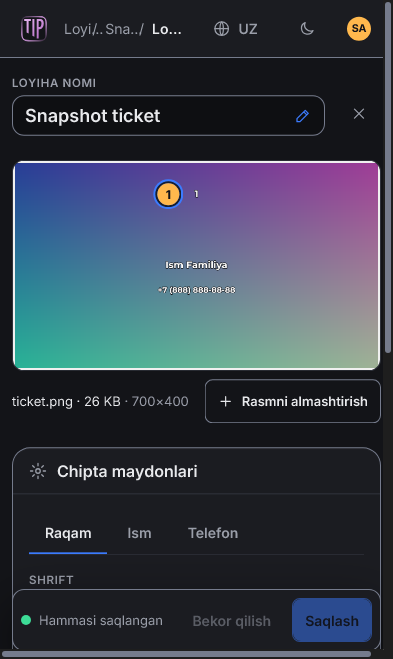 TIP Loyi/.. Sna../ Lo... UZ SA
LOYIHA NOMI
Snapshot ticket
1 1
Ism Familiya
+7 (888) 888-88-88
ticket.png · 26 KB · 700×400
+ Rasmni almashtirish
Chipta maydonlari
Raqam Ism Telefon
SHRIFT
Hammasi saqlangan Bekor qilish Saqlash